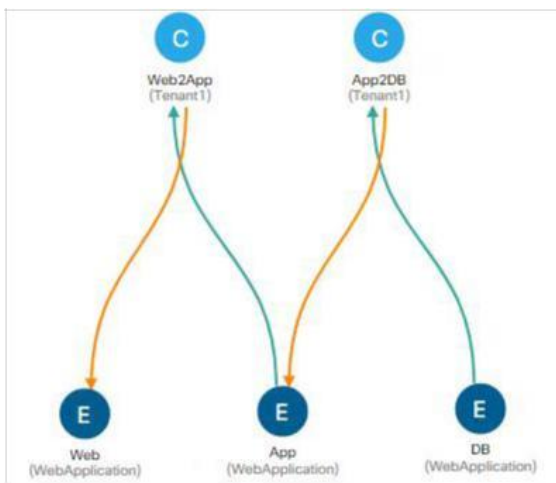 C C
Web2App App2DB
(Tenant1) (Tenant1)
E E E
Web App DB
(WebApplication) (WebApplication) (WebApplication)